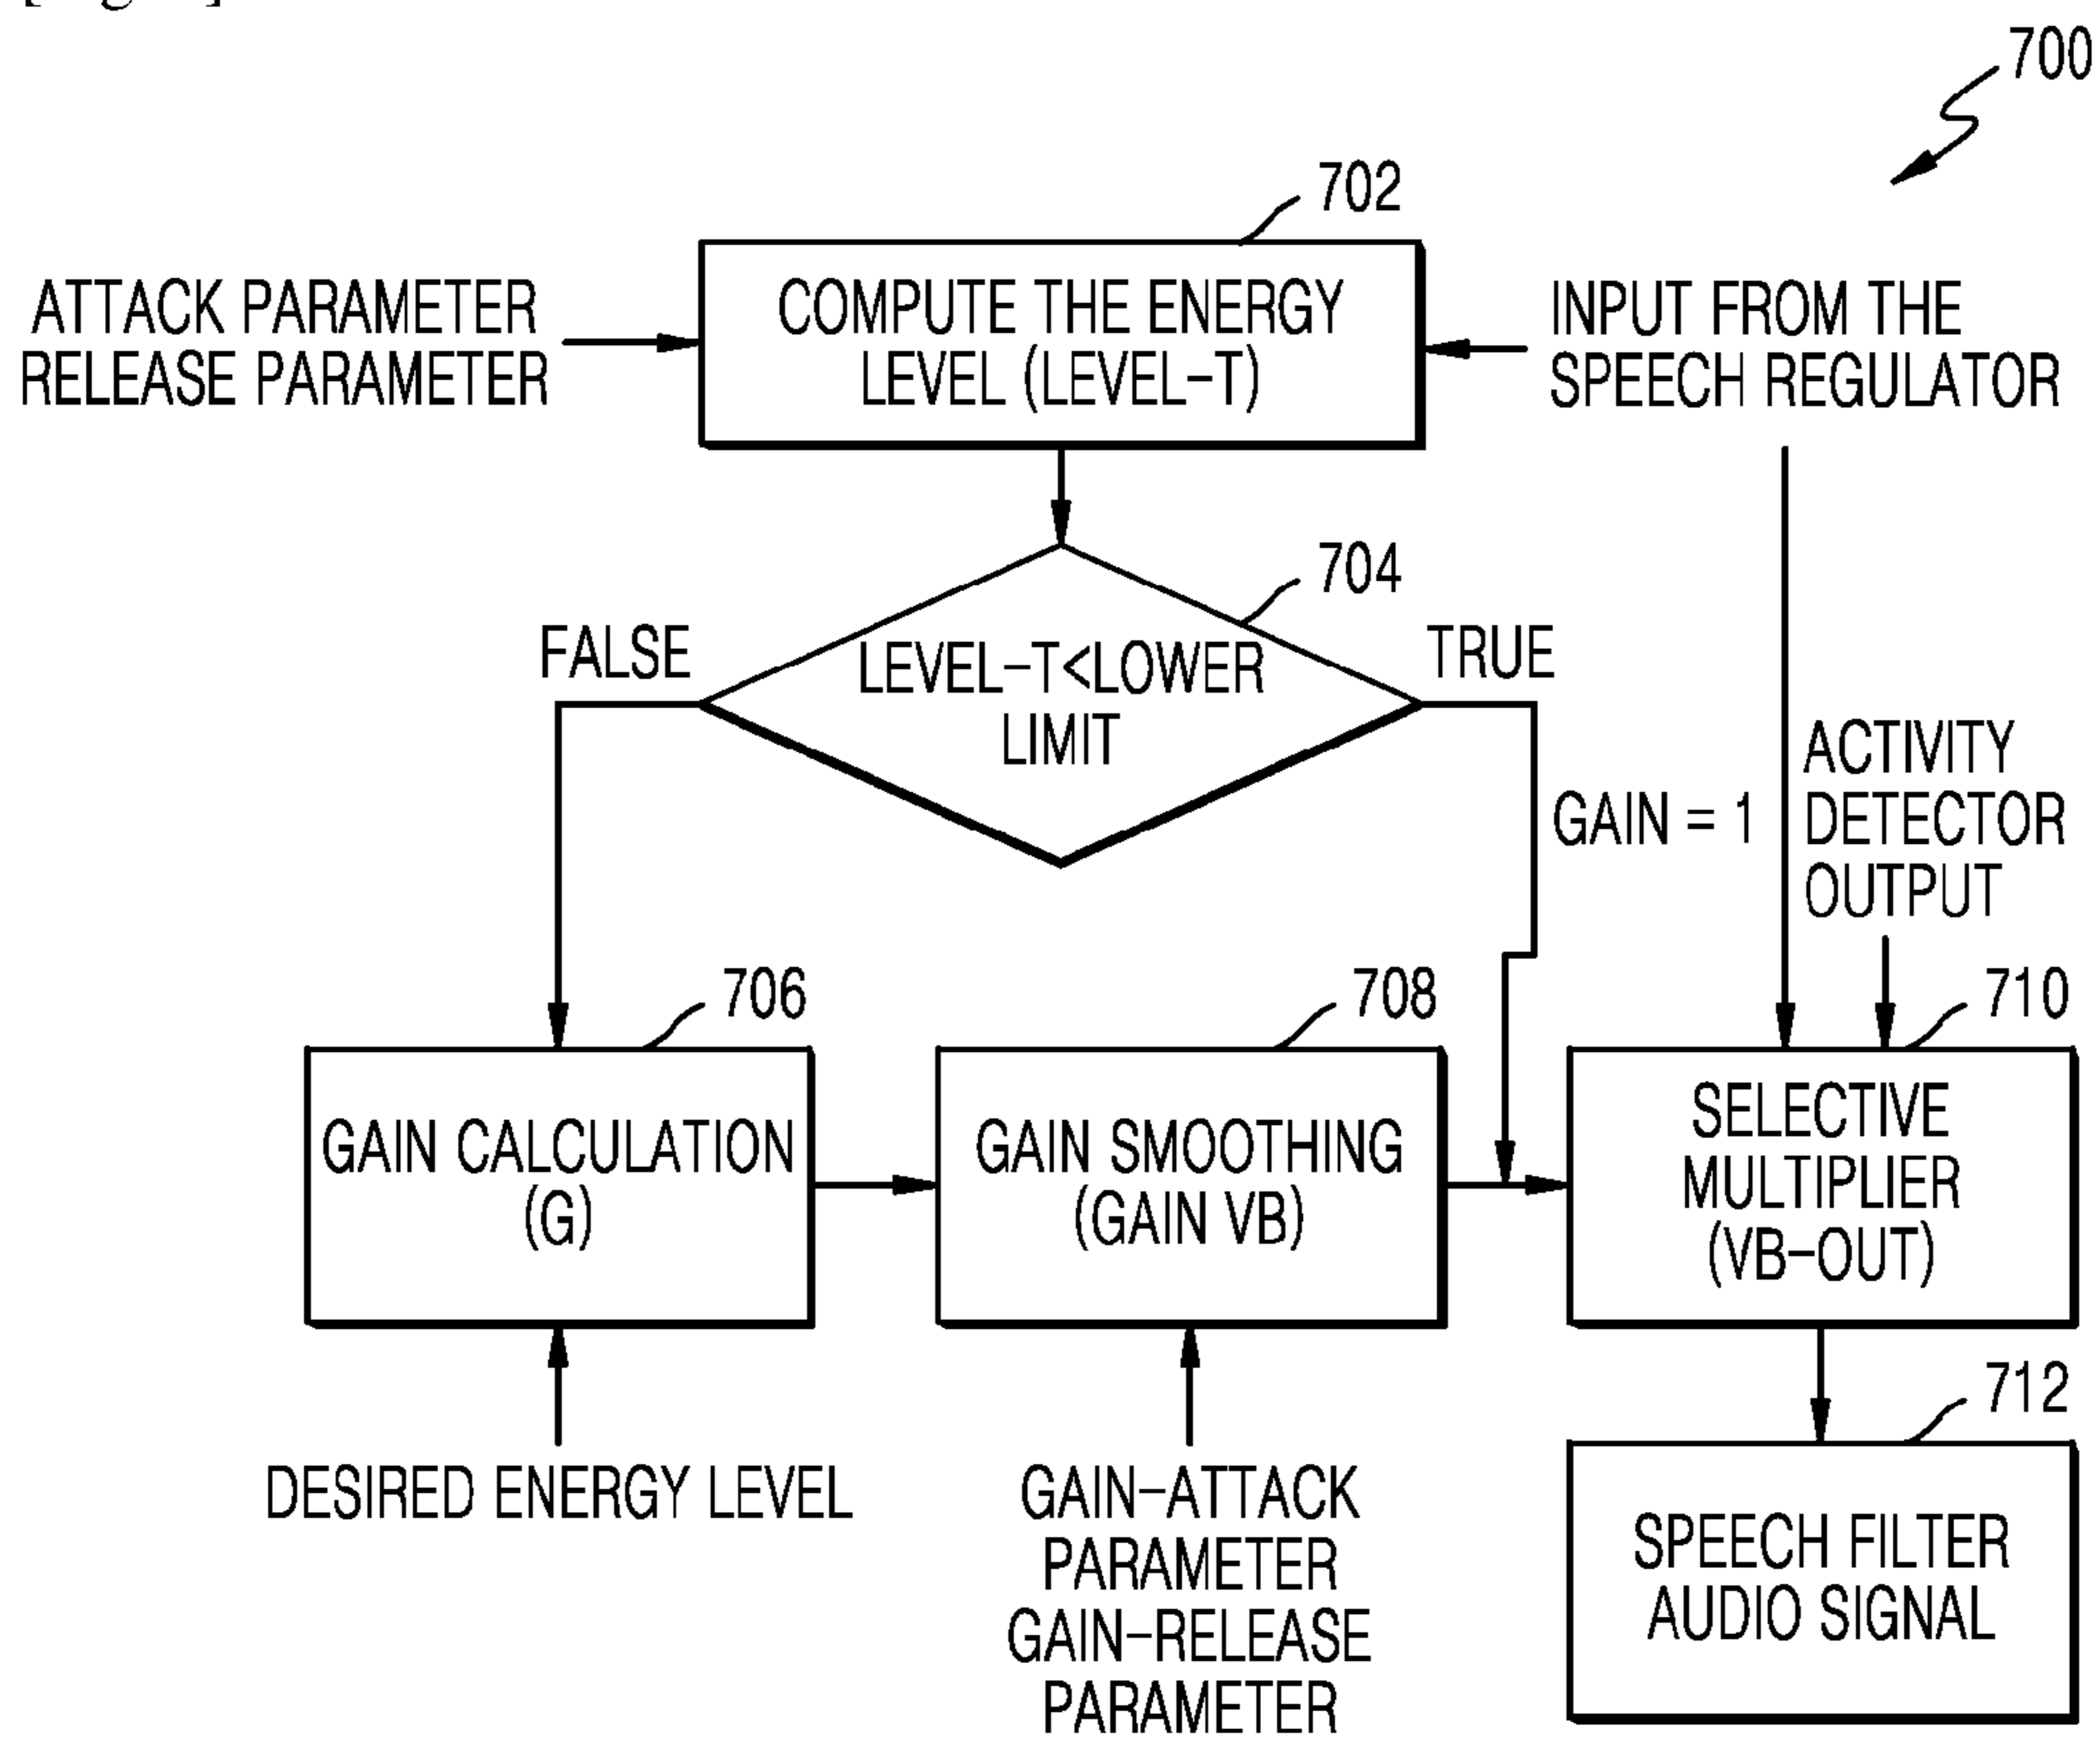 700
702
ATTACK PARAMETER
RELEASE PARAMETER
COMPUTE THE ENERGY
LEVEL (LEVEL-T)
INPUT FROM THE
SPEECH REGULATOR
704
FALSE
LEVEL-T<LOWER
LIMIT
TRUE
GAIN = 1
ACTIVITY
DETECTOR
OUTPUT
706
708
710
GAIN CALCULATION
(G)
GAIN SMOOTHING
(GAIN VB)
SELECTIVE
MULTIPLIER
(VB-OUT)
712
DESIRED ENERGY LEVEL
GAIN-ATTACK
PARAMETER
GAIN-RELEASE
PARAMETER
SPEECH FILTER
AUDIO SIGNAL